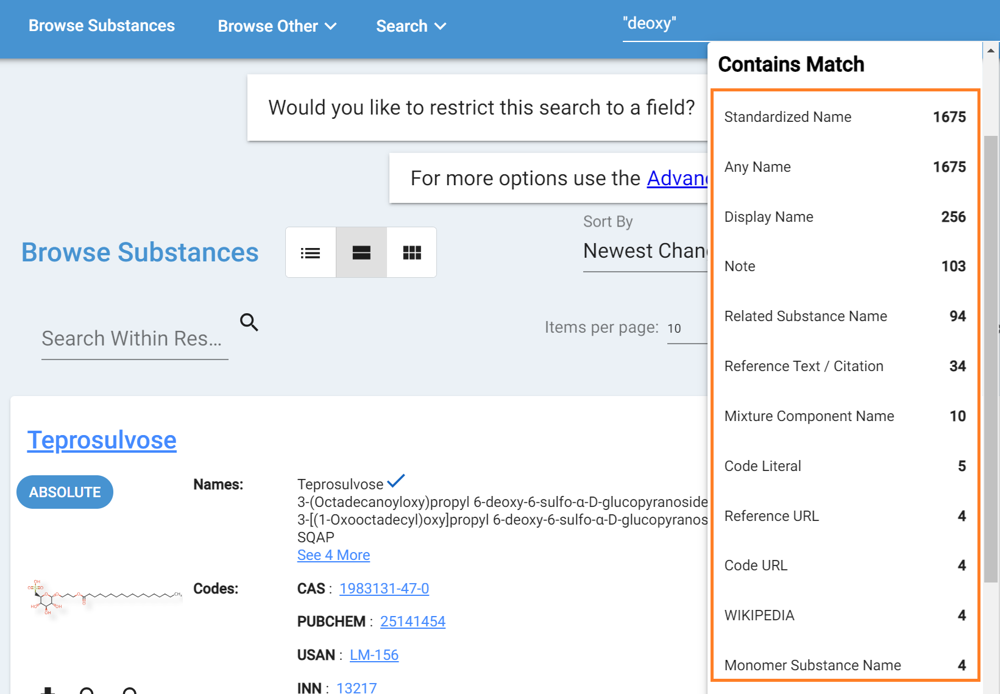 Browse Substances
Browse Other
Search
"deoxy"
Contains Match
Would you like to restrict this search to a field?
For more options use the
Browse Substances
Sort By
Items per page: 10
Search Within Res...
Standardized Name 1675
Any Name 1675
Display Name 256
Note 103
Related Substance Name 94
Reference Text / Citation 34
Mixture Component Name 10
Code Literal 5
Reference URL 4
Code URL 4
WIKIPEDIA 4
Monomer Substance Name 4
Teprosulvose
ABSOLUTE
Names:
Teprosulvose
3-(Octadecanoyloxy)propyl 6-deoxy-6-sulfo-α-D-glucopyranoside
3-[(1-Oxooctadecyl)oxy]propyl 6-deoxy-6-sulfo-α-D-glucopyranos
SQAP
See 4 More
Codes:
CAS : 1983131-47-0
PUBCHEM : 25141454
USAN : LM-156
INN : 13217